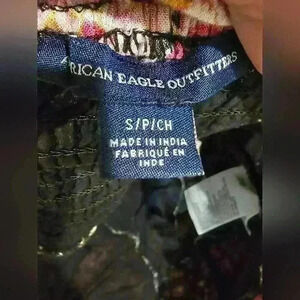 RICAN EAGLE OUTFITTERS
S/P/CH
MADE IN INDIA
FABRIQUÉ EN
INDE